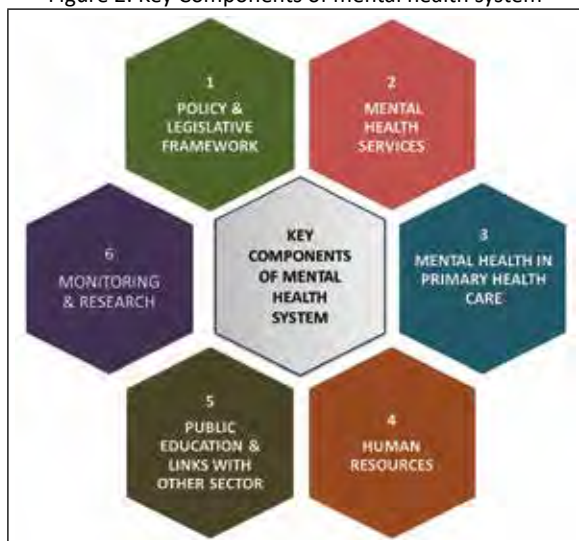 Figure 2: Key Components of mental health system
1
POLICY &
LEGISLATIVE
FRAMEWORK
2
MENTAL
HEALTH
SERVICES
KEY
COMPONENTS
OF MENTAL
HEALTH
SYSTEM
3
MENTAL HEALTH IN
PRIMARY HEALTH
CARE
4
HUMAN
RESOURCES
5
PUBLIC
EDUCATION &
LINKS WITH
OTHER SECTOR
6
MONITORING
& RESEARCH